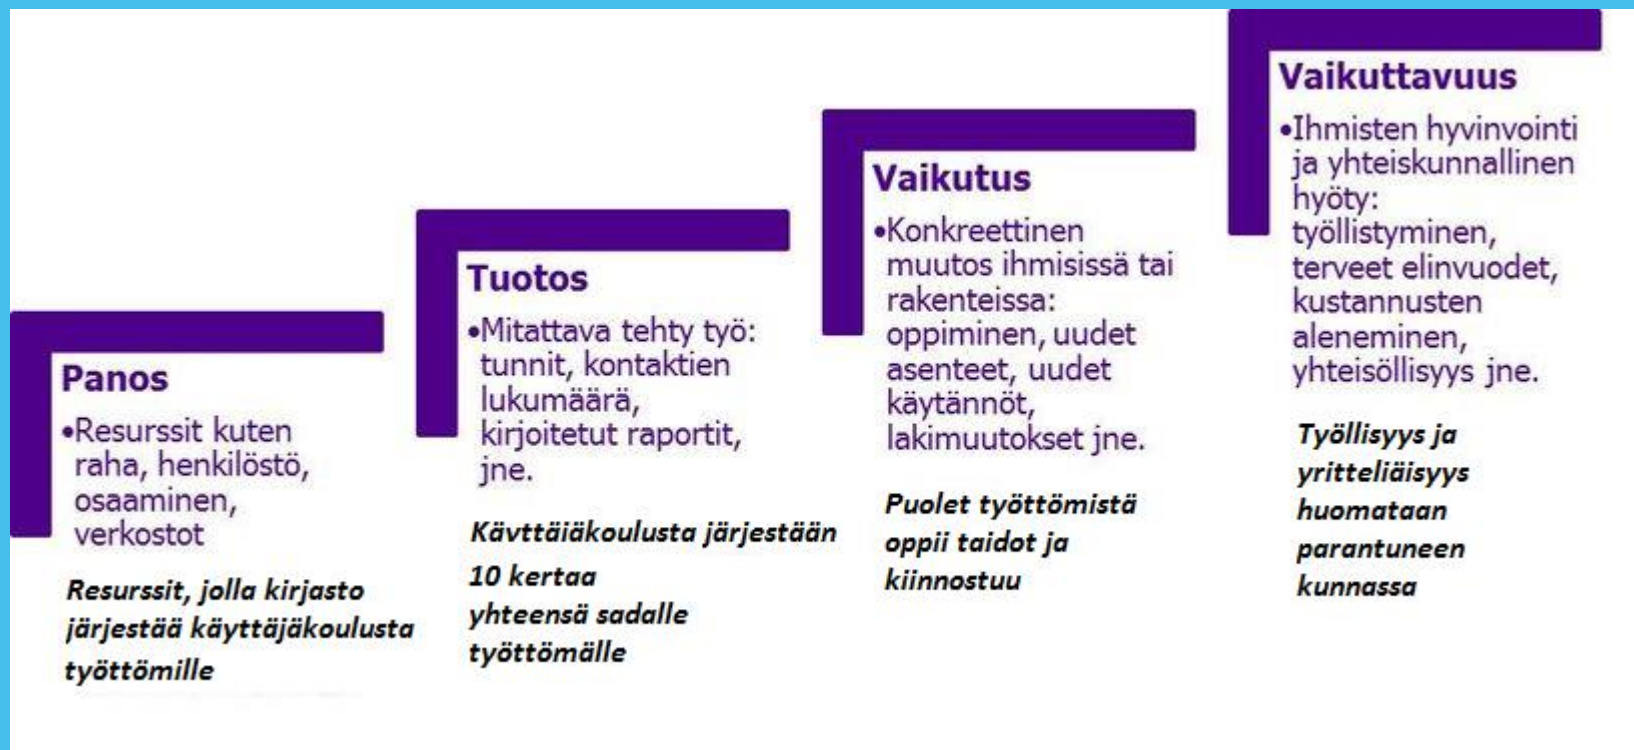 Panos
•Resurssit kuten
raha, henkilöstö,
osaaminen,
verkostot
Resurssit, jolla kirjasto
järjestää käyttäjäkoulusta
työttömille
Tuotos
•Mitattava tehty työ:
tunnit, kontaktien
lukumäärä,
kirjoitetut raportit,
jne.
Kävttäiäkoulusta järjestään
10 kertaa
yhteensä sadalle
työttömälle
Vaikutus
•Konkreettinen
muutos ihmisissä tai
rakenteissa:
oppiminen, uudet
asenteet, uudet
käytännöt,
lakimuutokset jne.
Puolet työttömistä
oppii taidot ja
kiinnostuu
Vaikuttavuus
•Ihmisten hyvinvointi
ja yhteiskunnallinen
hyöty:
työllistyminen,
terveet elinvuodet,
kustannusten
aleneminen,
yhteisöllisyys jne.
Työllisyys ja
yritteliäisyys
huomataan
parantuneen
kunnassa